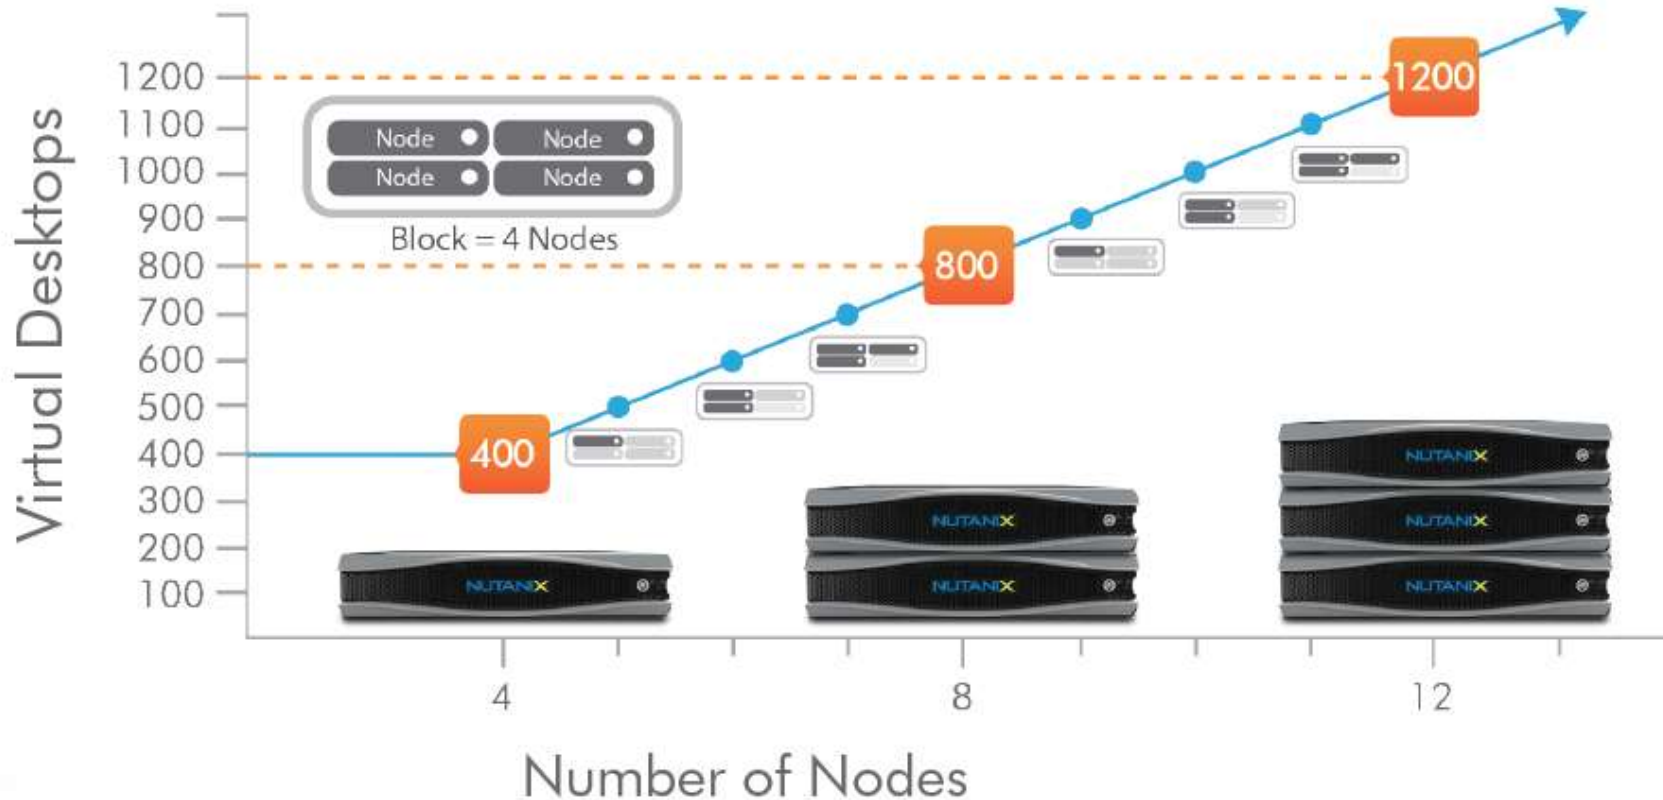 Virtual Desktops
1200
1100
1000
900
800
700
600
500
400
300
200
100
Node Node
Node Node
Block = 4 Nodes
400
800
1200
NUTANIX
NUTANIX
NUTANIX
NUTANIX
NUTANIX
NUTANIX
4 8 12
Number of Nodes